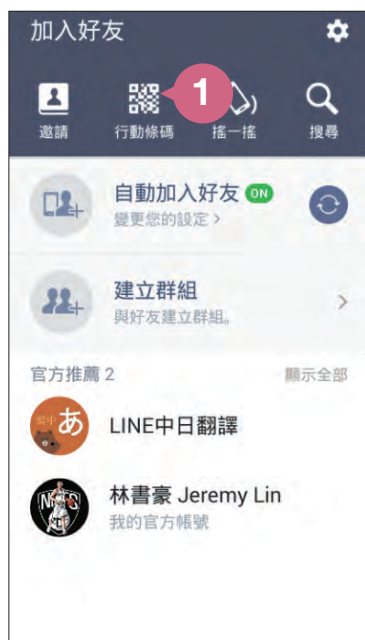 加入好友
1
邀請
行動條碼
搖一搖
搜尋
自動加入好友 ON
變更您的設定 >
建立群組
與好友建立群組。
官方推薦 2
顯示全部
あ
LINE中日翻譯
NETS
林書豪 Jeremy Lin
我的官方帳號